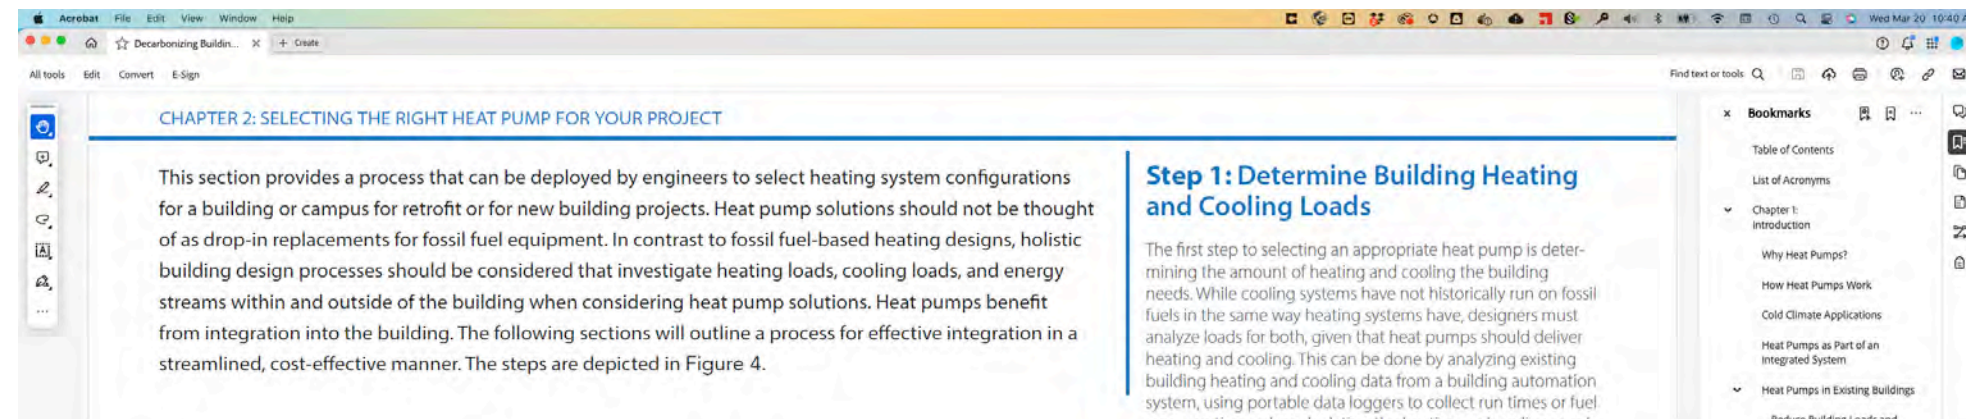 Acrobat File Edit View Window Help
Wed Mar 20 10:40 A
Decarbonizing Buildin... × + Create
All tools Edit Convert E-Sign
Find text or tools
CHAPTER 2: SELECTING THE RIGHT HEAT PUMP FOR YOUR PROJECT
This section provides a process that can be deployed by engineers to select heating system configurations
for a building or campus for retrofit or for new building projects. Heat pump solutions should not be thought
of as drop-in replacements for fossil fuel equipment. In contrast to fossil fuel-based heating designs, holistic
building design processes should be considered that investigate heating loads, cooling loads, and energy
streams within and outside of the building when considering heat pump solutions. Heat pumps benefit
from integration into the building. The following sections will outline a process for effective integration in a
streamlined, cost-effective manner. The steps are depicted in Figure 4.
Step 1: Determine Building Heating
and Cooling Loads
The first step to selecting an appropriate heat pump is deter-
mining the amount of heating and cooling the building
needs. While cooling systems have not historically run on fossil
fuels in the same way heating systems have, designers must
analyze loads for both, given that heat pumps should deliver
heating and cooling. This can be done by analyzing existing
building heating and cooling data from a building automation
system, using portable data loggers to collect run times or fuel
× Bookmarks
Table of Contents
List of Acronyms
Chapter 1:
Introduction
Why Heat Pumps?
How Heat Pumps Work
Cold Climate Applications
Heat Pumps as Part of an
Integrated System
Heat Pumps in Existing Buildings
Reduce Building Loads and